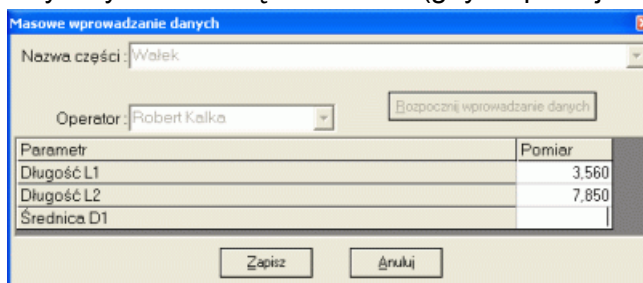 Masowe wprowadzanie danych
Nazwa części: Wałek
Operator: Robert Kalka
Rozpocznij wprowadzanie danych
Parametr Pomiar
Długość L1 3,560
Długość L2 7,850
Średnica D1
Zapisz Anuluj